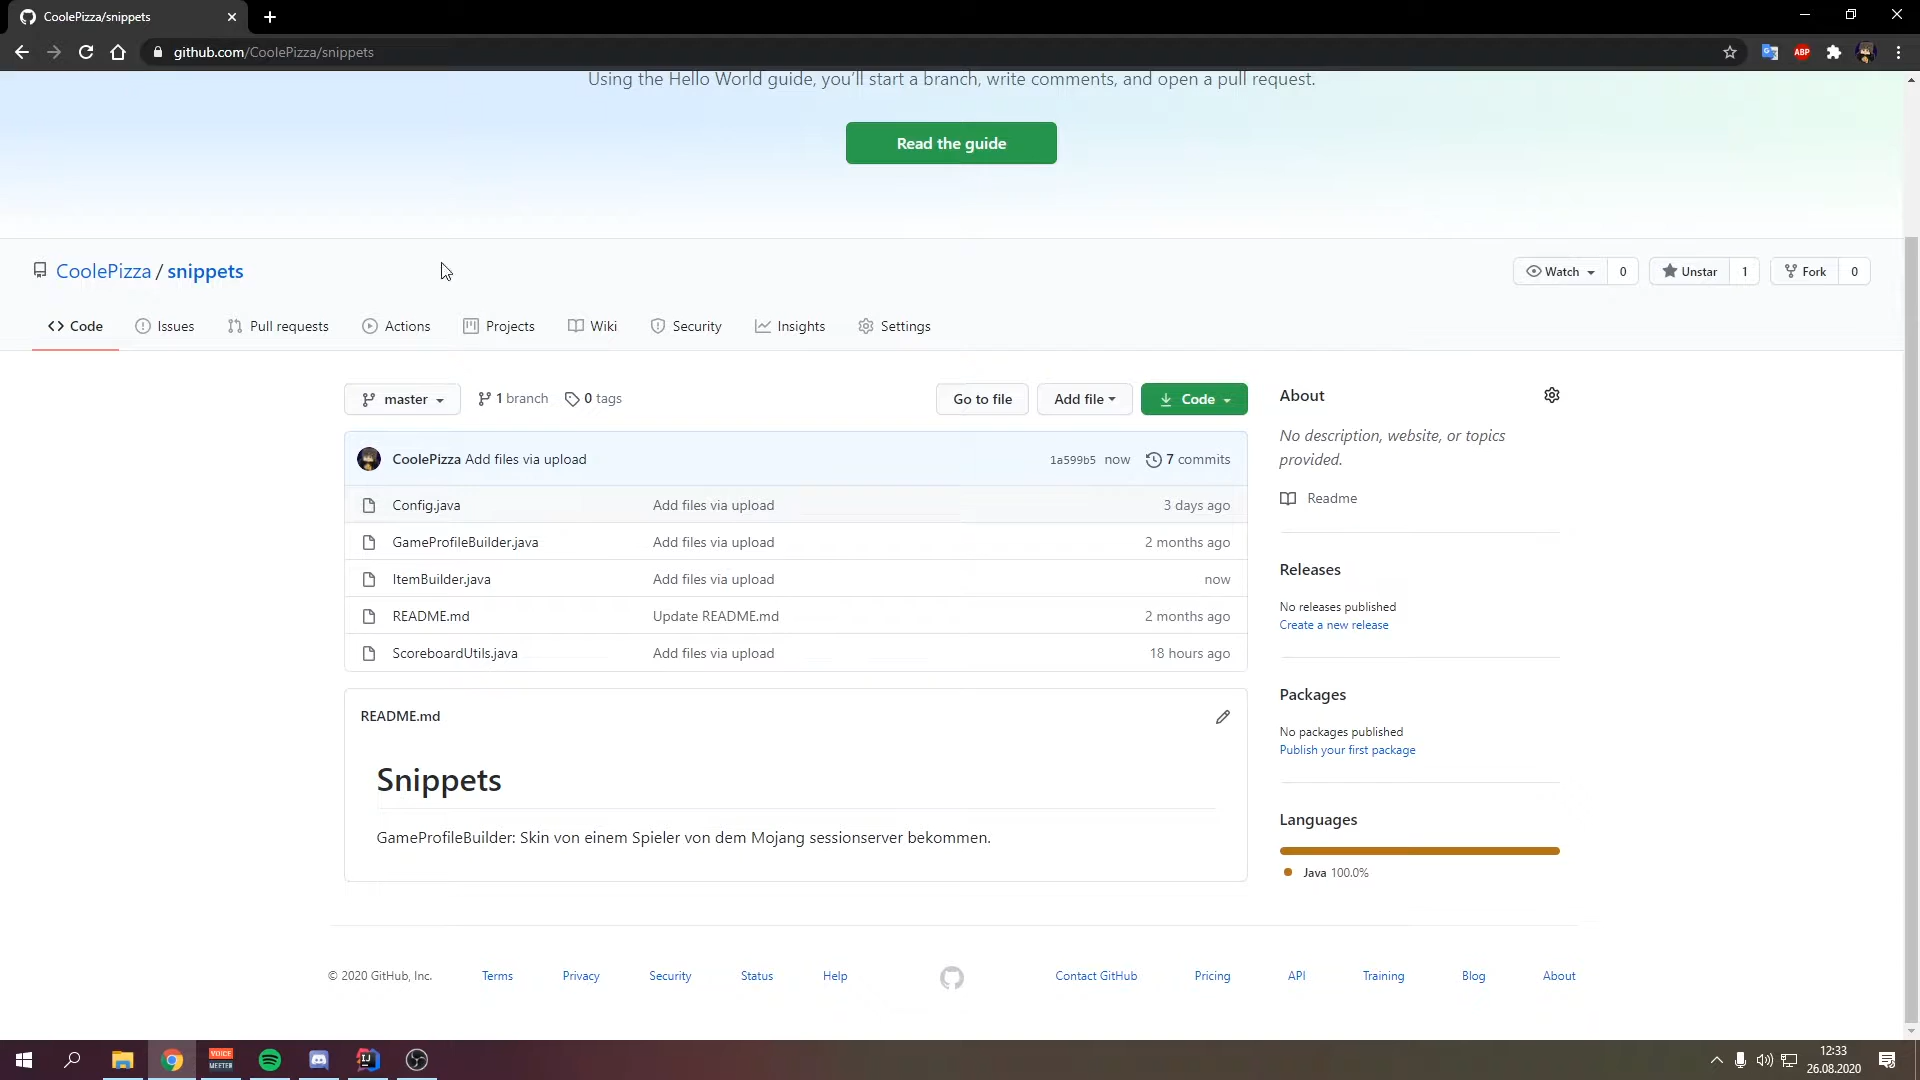 CoolePizza/snippets
github.com/CoolePizza/snippets
ABP
Using the Hello World guide, you'll start a branch, write comments, and open a pull request.
Read the guide
CoolePizza / snippets
Watch 0 Unstar 1 Fork 0
Code Issues Pull requests Actions Projects Wiki Security Insights Settings
master 1 branch 0 tags Go to file Add file Code
CoolePizza Add files via upload 1a599b5 now 7 commits
Config.java Add files via upload 3 days ago
GameProfileBuilder.java Add files via upload 2 months ago
ItemBuilder.java Add files via upload now
README.md Update README.md 2 months ago
ScoreboardUtils.java Add files via upload 18 hours ago
README.md
Snippets
GameProfileBuilder: Skin von einem Spieler von dem Mojang sessionserver bekommen.
About
No description, website, or topics
provided.
Readme
Releases
No releases published
Create a new release
Packages
No packages published
Publish your first package
Languages
Java 100.0%
© 2020 GitHub, Inc. Terms Privacy Security Status Help Contact GitHub Pricing API Training Blog About
VOICE
MEETER
IJ
12:33
26.08.2020